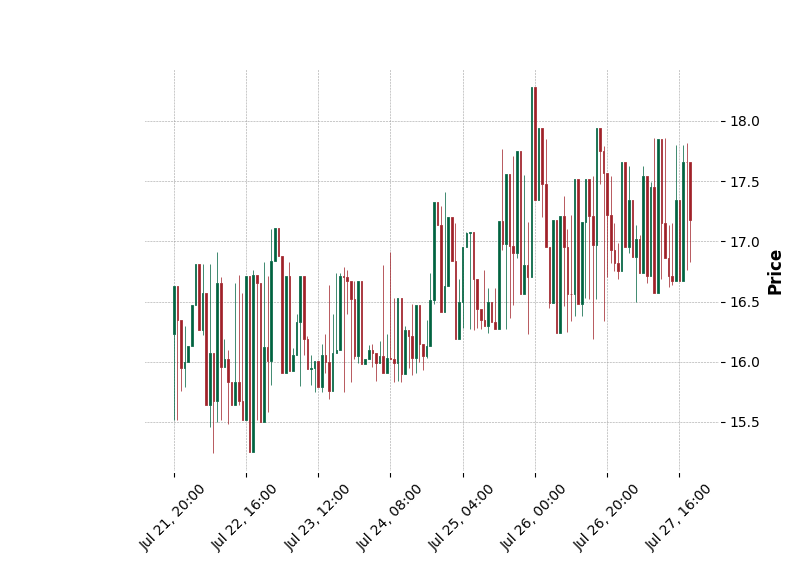 18.0
17.5
17.0
16.5
16.0
15.5
Price
Jul 21, 20:00
Jul 22, 16:00
Jul 23, 12:00
Jul 24, 08:00
Jul 25, 04:00
Jul 26, 00:00
Jul 26, 20:00
Jul 27, 16:00